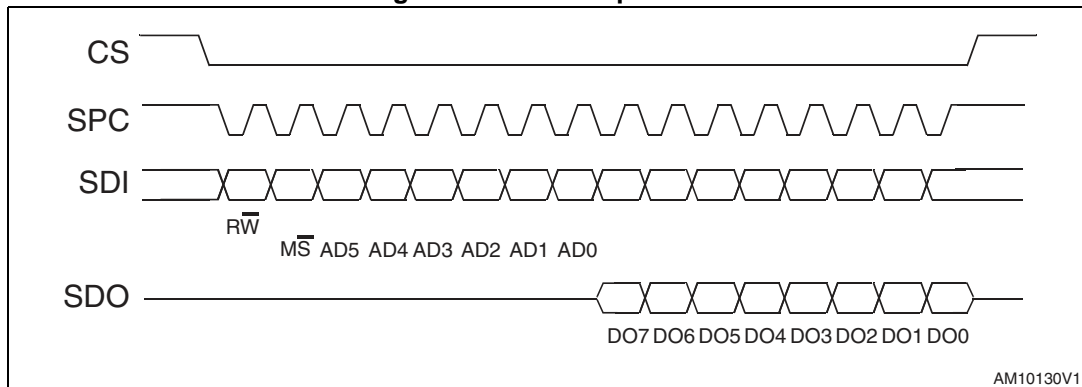 CS
SPC
SDI
RW̅
MS̅ AD5 AD4 AD3 AD2 AD1 AD0
SDO
DO7 DO6 DO5 DO4 DO3 DO2 DO1 DO0
AM10130V1